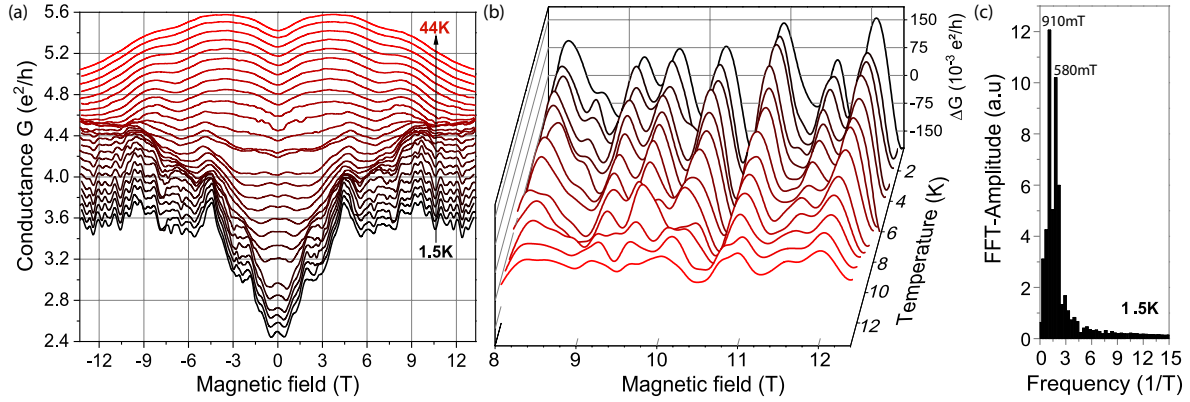 (a)
5.6
5.2
4.8
4.4
4.0
3.6
3.2
2.8
2.4
Conductance G (e²/h)
44K
1.5K
-12 -9 -6 -3 0 3 6 9 12
Magnetic field (T)
(b)
150
75
0
-75
-150
ΔG (10⁻³ e²/h)
2
4
6
8
10
12
Temperature (K)
8 9 10 11 12
Magnetic field (T)
(c)
910mT
580mT
12
10
8
6
4
2
0
FFT-Amplitude (a.u)
1.5K
0 3 6 9 12 15
Frequency (1/T)